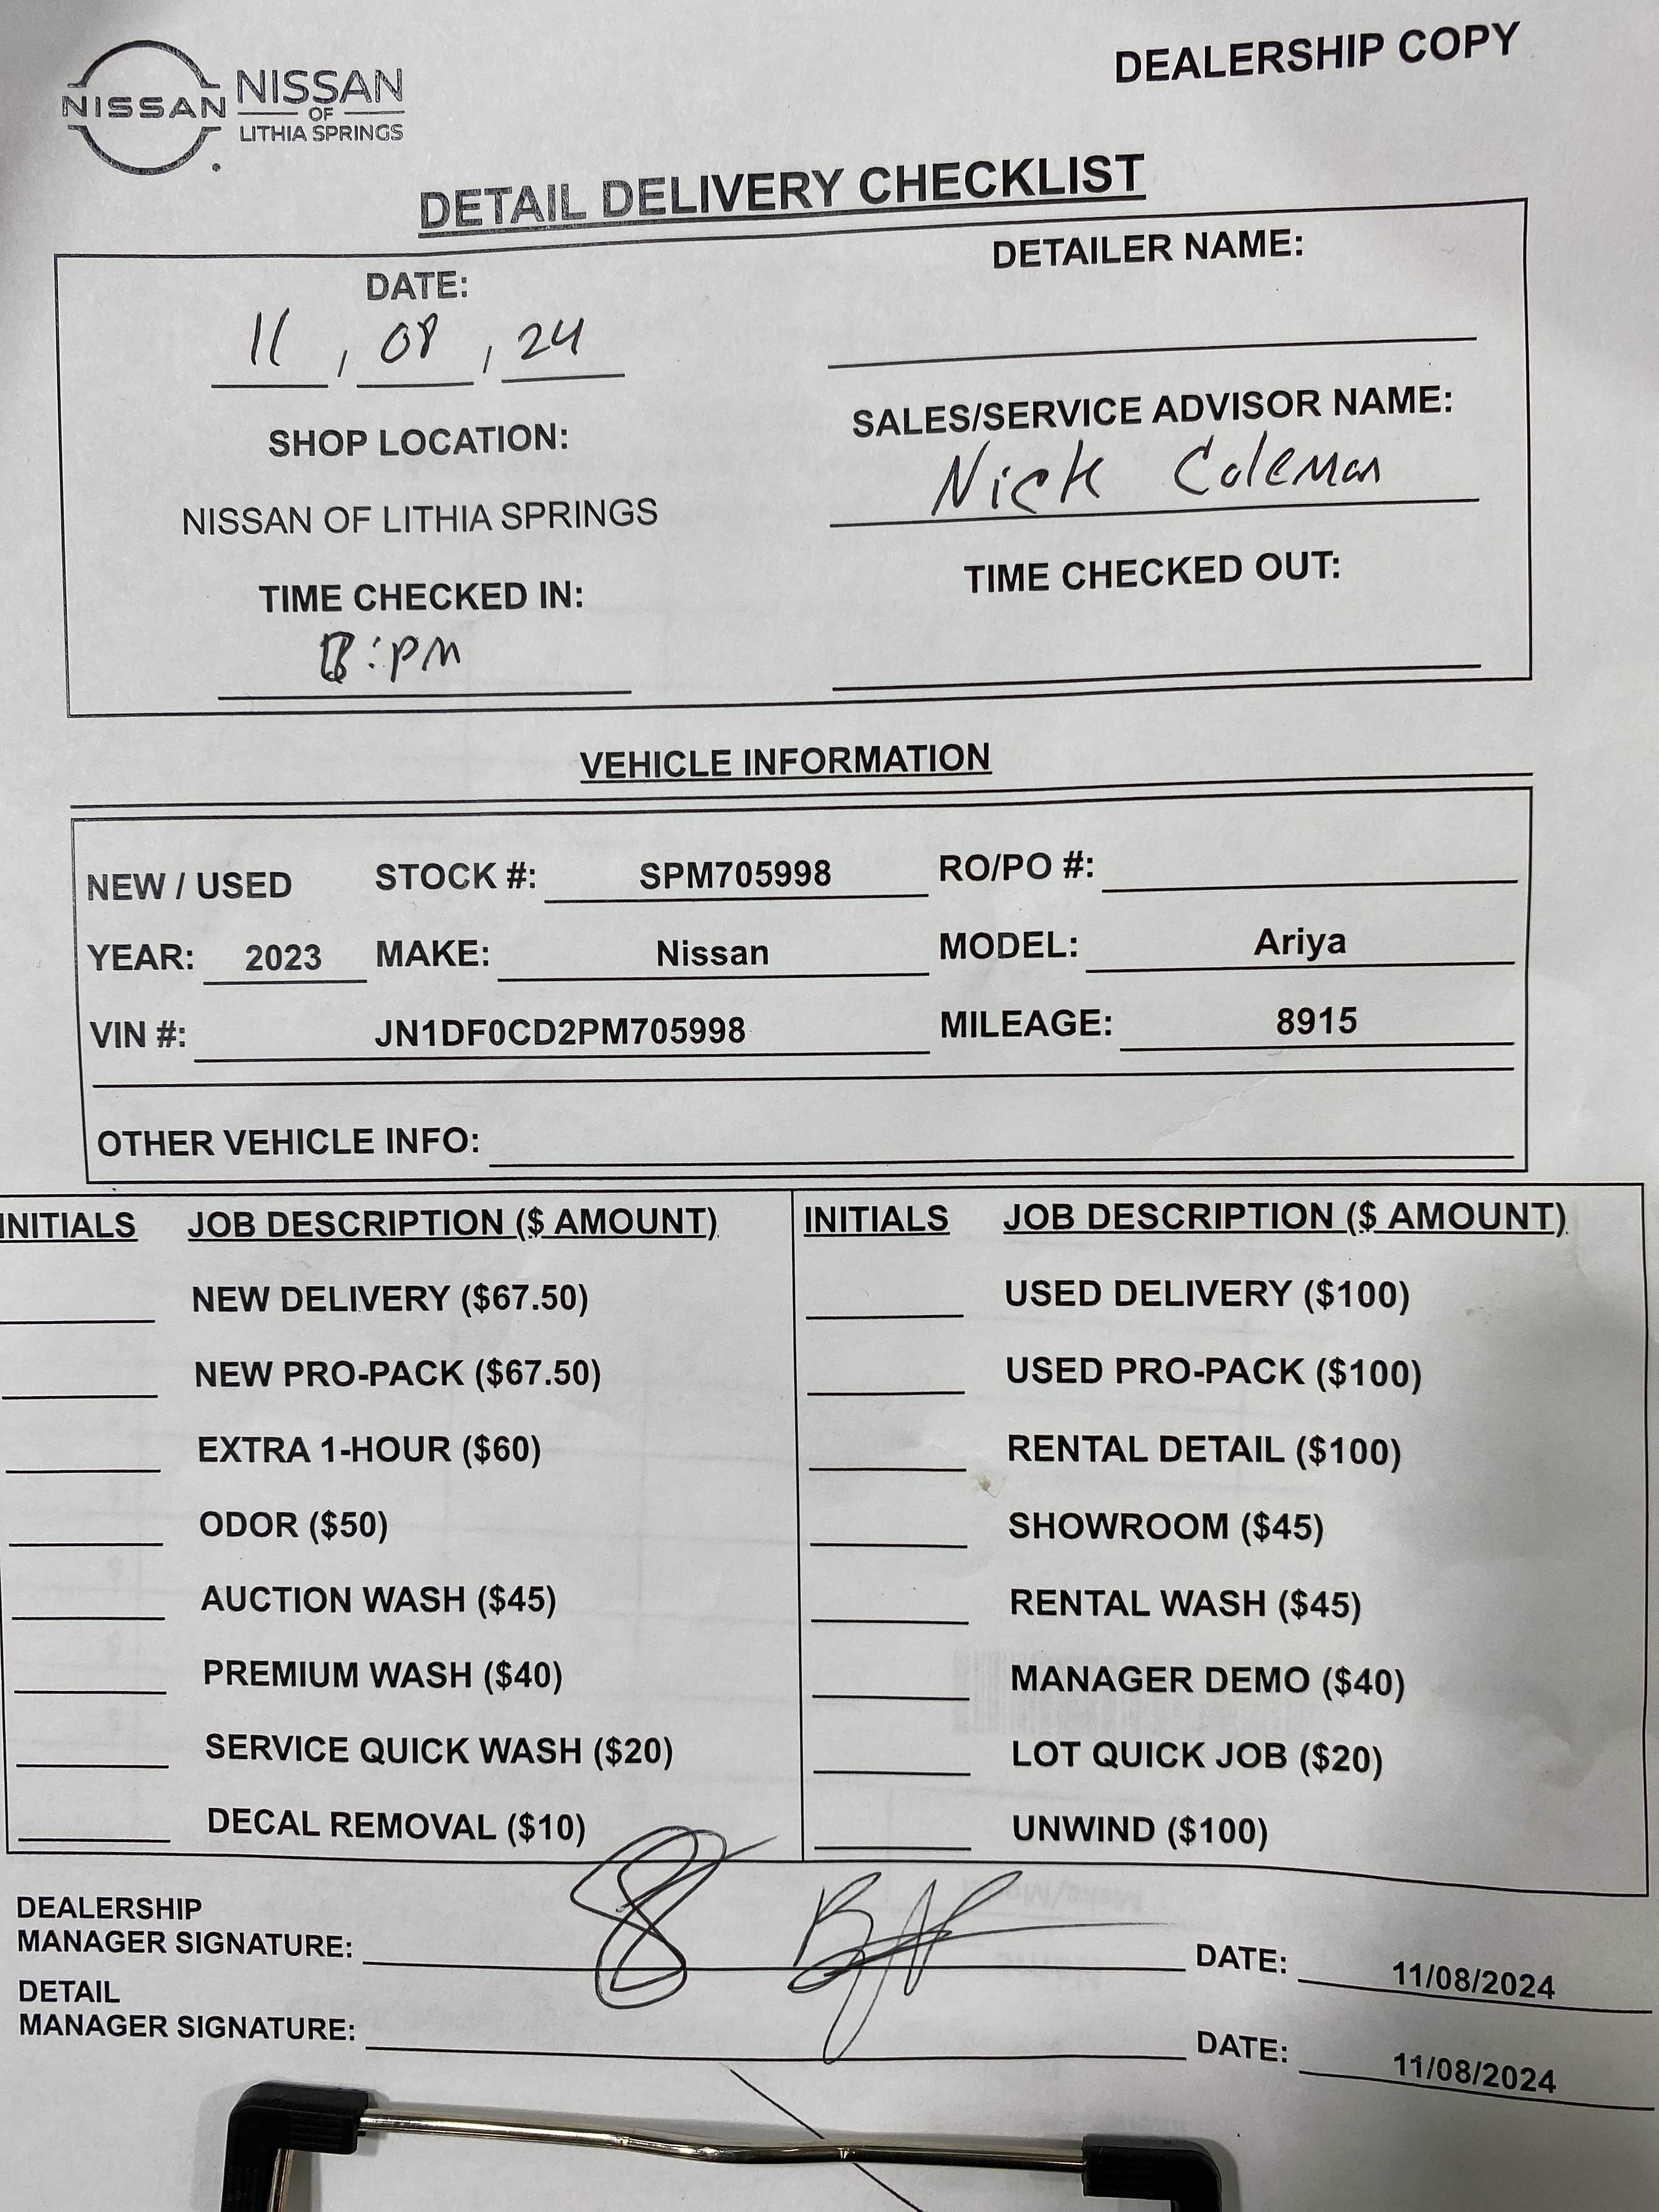 DEALERSHIP COPY
NISSAN
NISSAN
OF
LITHIA SPRINGS
DETAIL DELIVERY CHECKLIST
DATE:
11 , 08 , 24
DETAILER NAME:
SHOP LOCATION:
NISSAN OF LITHIA SPRINGS
SALES/SERVICE ADVISOR NAME:
Nick Coleman
TIME CHECKED IN:
:PM
TIME CHECKED OUT:
VEHICLE INFORMATION
NEW / USED STOCK #: SPM705998 RO/PO #:
YEAR: 2023 MAKE: Nissan MODEL: Ariya
VIN #: JN1DF0CD2PM705998 MILEAGE: 8915
OTHER VEHICLE INFO:
INITIALS JOB DESCRIPTION ($ AMOUNT) INITIALS JOB DESCRIPTION ($ AMOUNT)
NEW DELIVERY ($67.50) USED DELIVERY ($100)
NEW PRO-PACK ($67.50) USED PRO-PACK ($100)
EXTRA 1-HOUR ($60) RENTAL DETAIL ($100)
ODOR ($50) SHOWROOM ($45)
AUCTION WASH ($45) RENTAL WASH ($45)
PREMIUM WASH ($40) MANAGER DEMO ($40)
SERVICE QUICK WASH ($20) LOT QUICK JOB ($20)
DECAL REMOVAL ($10) UNWIND ($100)
DEALERSHIP
MANAGER SIGNATURE: DATE: 11/08/2024
DETAIL
MANAGER SIGNATURE: DATE: 11/08/2024